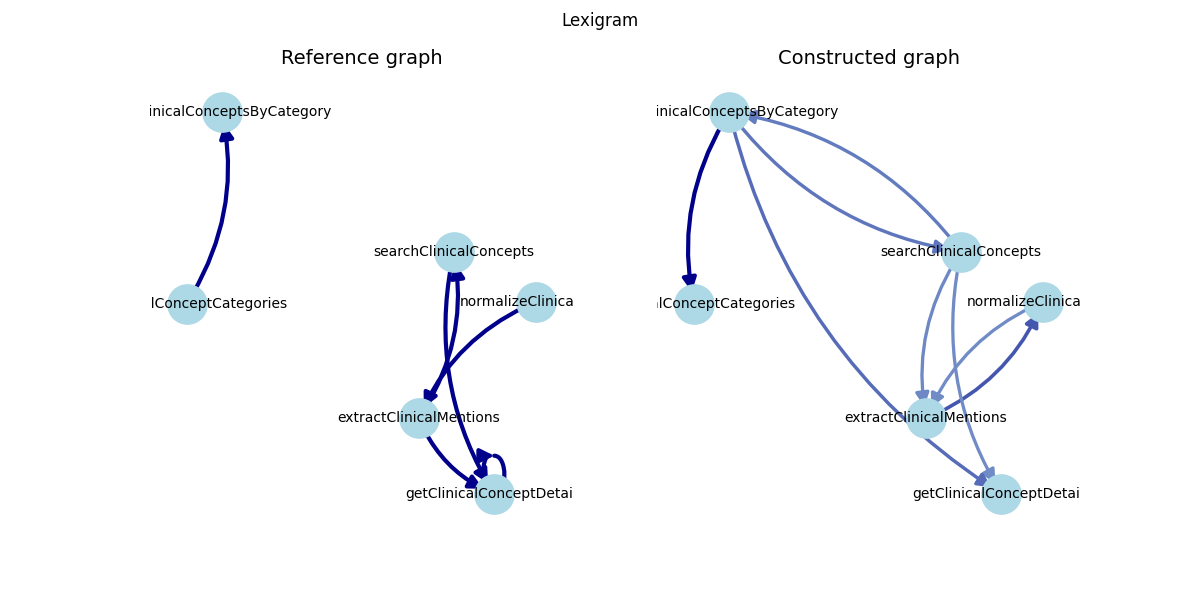 Lexigram
Reference graph
inicalConceptsByCategory
searchClinicalConcepts
normalizeClinica
lConceptCategories
extractClinicalMentions
getClinicalConceptDetai
Constructed graph
inicalConceptsByCategory
searchClinicalConcepts
normalizeClinica
lConceptCategories
extractClinicalMentions
getClinicalConceptDetai